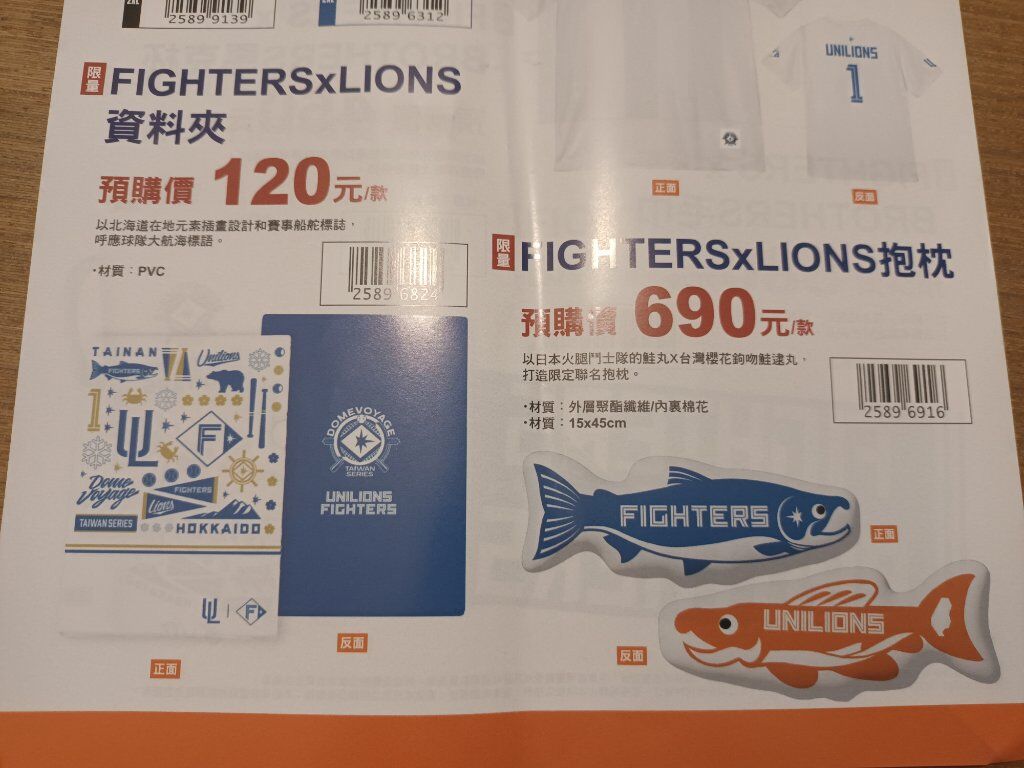 2XL
2589 9139
2XL
2589 6312
UNILIONS
1
正面
反面
限量
FIGHTERSxLIONS
資料夾
預購價 120元/款
以北海道在地元素插畫設計和賽事船舵標誌，
呼應球隊大航海標語。
·材質：PVC
2589 6824
TAINAN
Unilions
FIGHTERS
1
UL
F
Dome
Voyage
FIGHTERS
Lions
TAIWAN SERIES
HOKKAIDO
UL | F
正面
DOMEVOYAGE
TAIWAN
SERIES
UNILIONS
FIGHTERS
反面
限量
FIGHTERSxLIONS抱枕
預購價 690元/款
以日本火腿鬥士隊的鮭丸X台灣櫻花鉤吻鮭逮丸，
打造限定聯名抱枕。
·材質：外層聚酯纖維/內裏棉花
·材質：15x45cm
2589 6916
FIGHTERS
正面
UNILIONS
反面